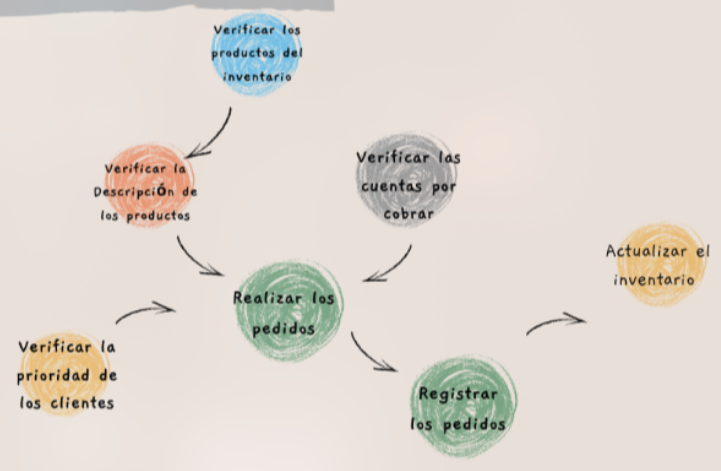 Verificar los
productos del
inventario
Verificar la
Descripción de
los productos
Verificar las
cuentas por
cobrar
Actualizar el
inventario
Realizar los
pedidos
Verificar la
prioridad de
los clientes
Registrar
los pedidos